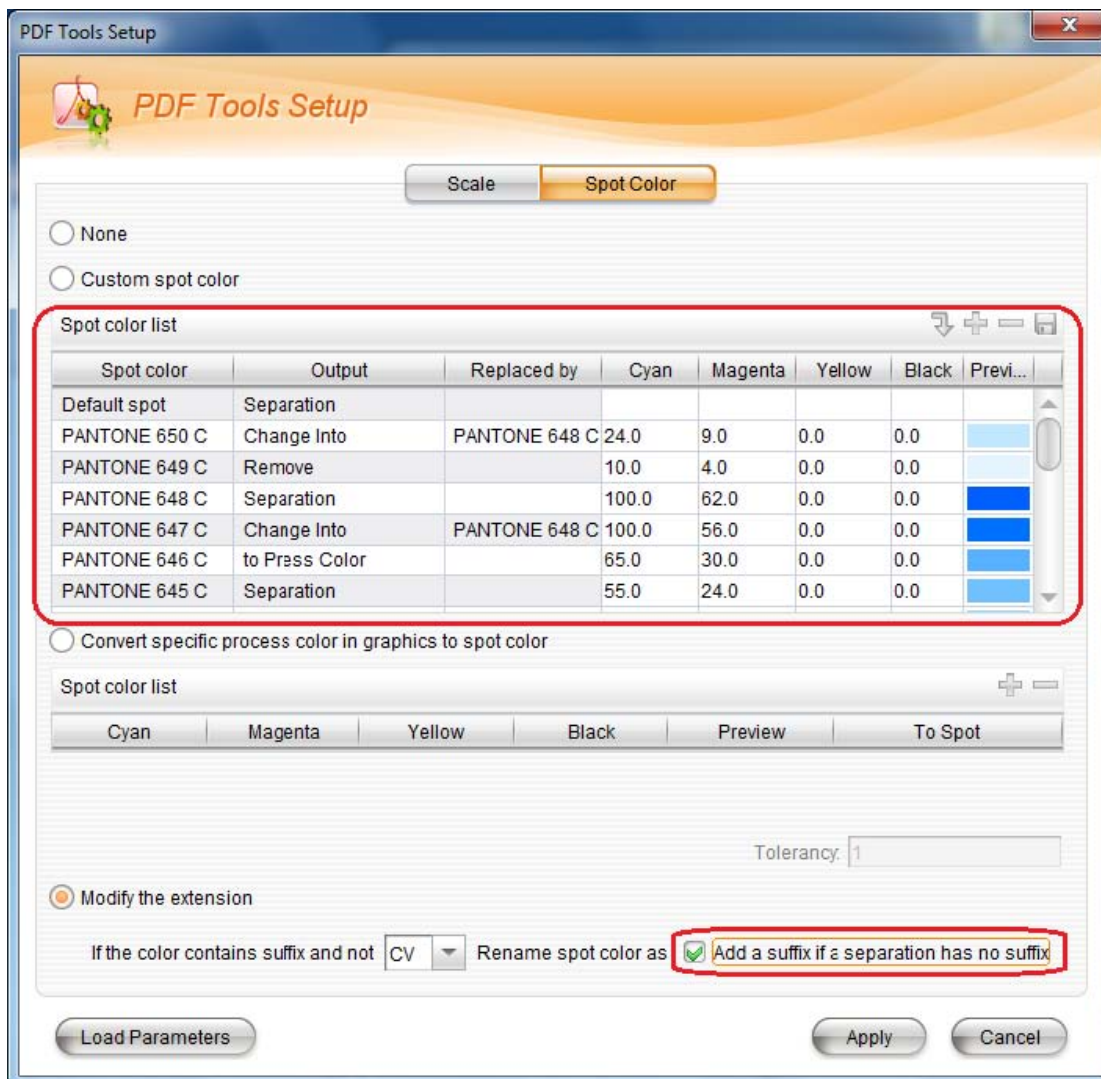 PDF Tools Setup
PDF Tools Setup
Scale Spot Color
None
Custom spot color
Spot color list
Spot color Output Replaced by Cyan Magenta Yellow Black Previ...
Default spot Separation
PANTONE 650 C Change Into PANTONE 648 C 24.0 9.0 0.0 0.0
PANTONE 649 C Remove 10.0 4.0 0.0 0.0
PANTONE 648 C Separation 100.0 62.0 0.0 0.0
PANTONE 647 C Change Into PANTONE 648 C 100.0 56.0 0.0 0.0
PANTONE 646 C to Press Color 65.0 30.0 0.0 0.0
PANTONE 645 C Separation 55.0 24.0 0.0 0.0
Convert specific process color in graphics to spot color
Spot color list
Cyan Magenta Yellow Black Preview To Spot
Tolerancy: 1
Modify the extension
If the color contains suffix and not CV Rename spot color as Add a suffix if a separation has no suffix
Load Parameters Apply Cancel